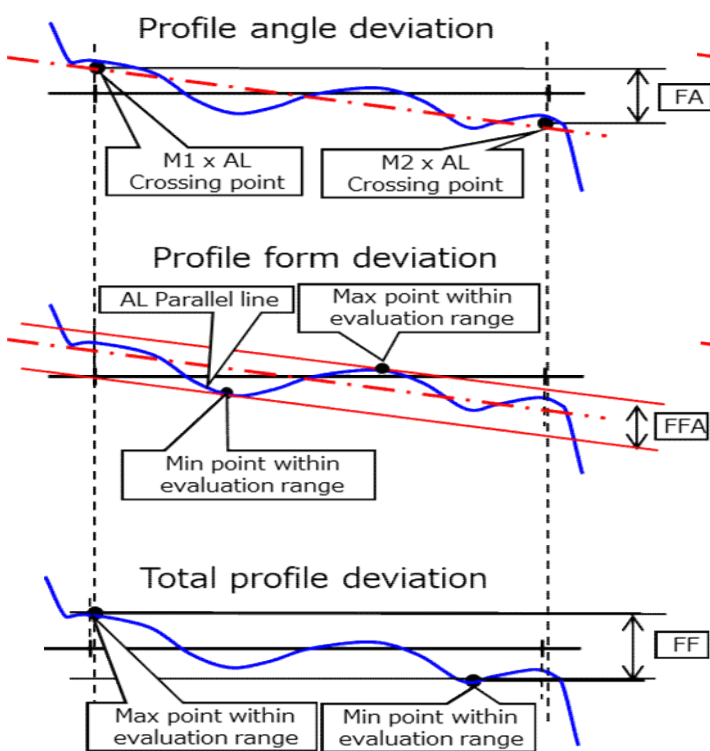 Profile angle deviation
FA
M1 x AL
Crossing point
M2 x AL
Crossing point
Profile form deviation
AL Parallel line
Max point within
evaluation range
FFA
Min point within
evaluation range
Total profile deviation
FF
Max point within
evaluation range
Min point within
evaluation range